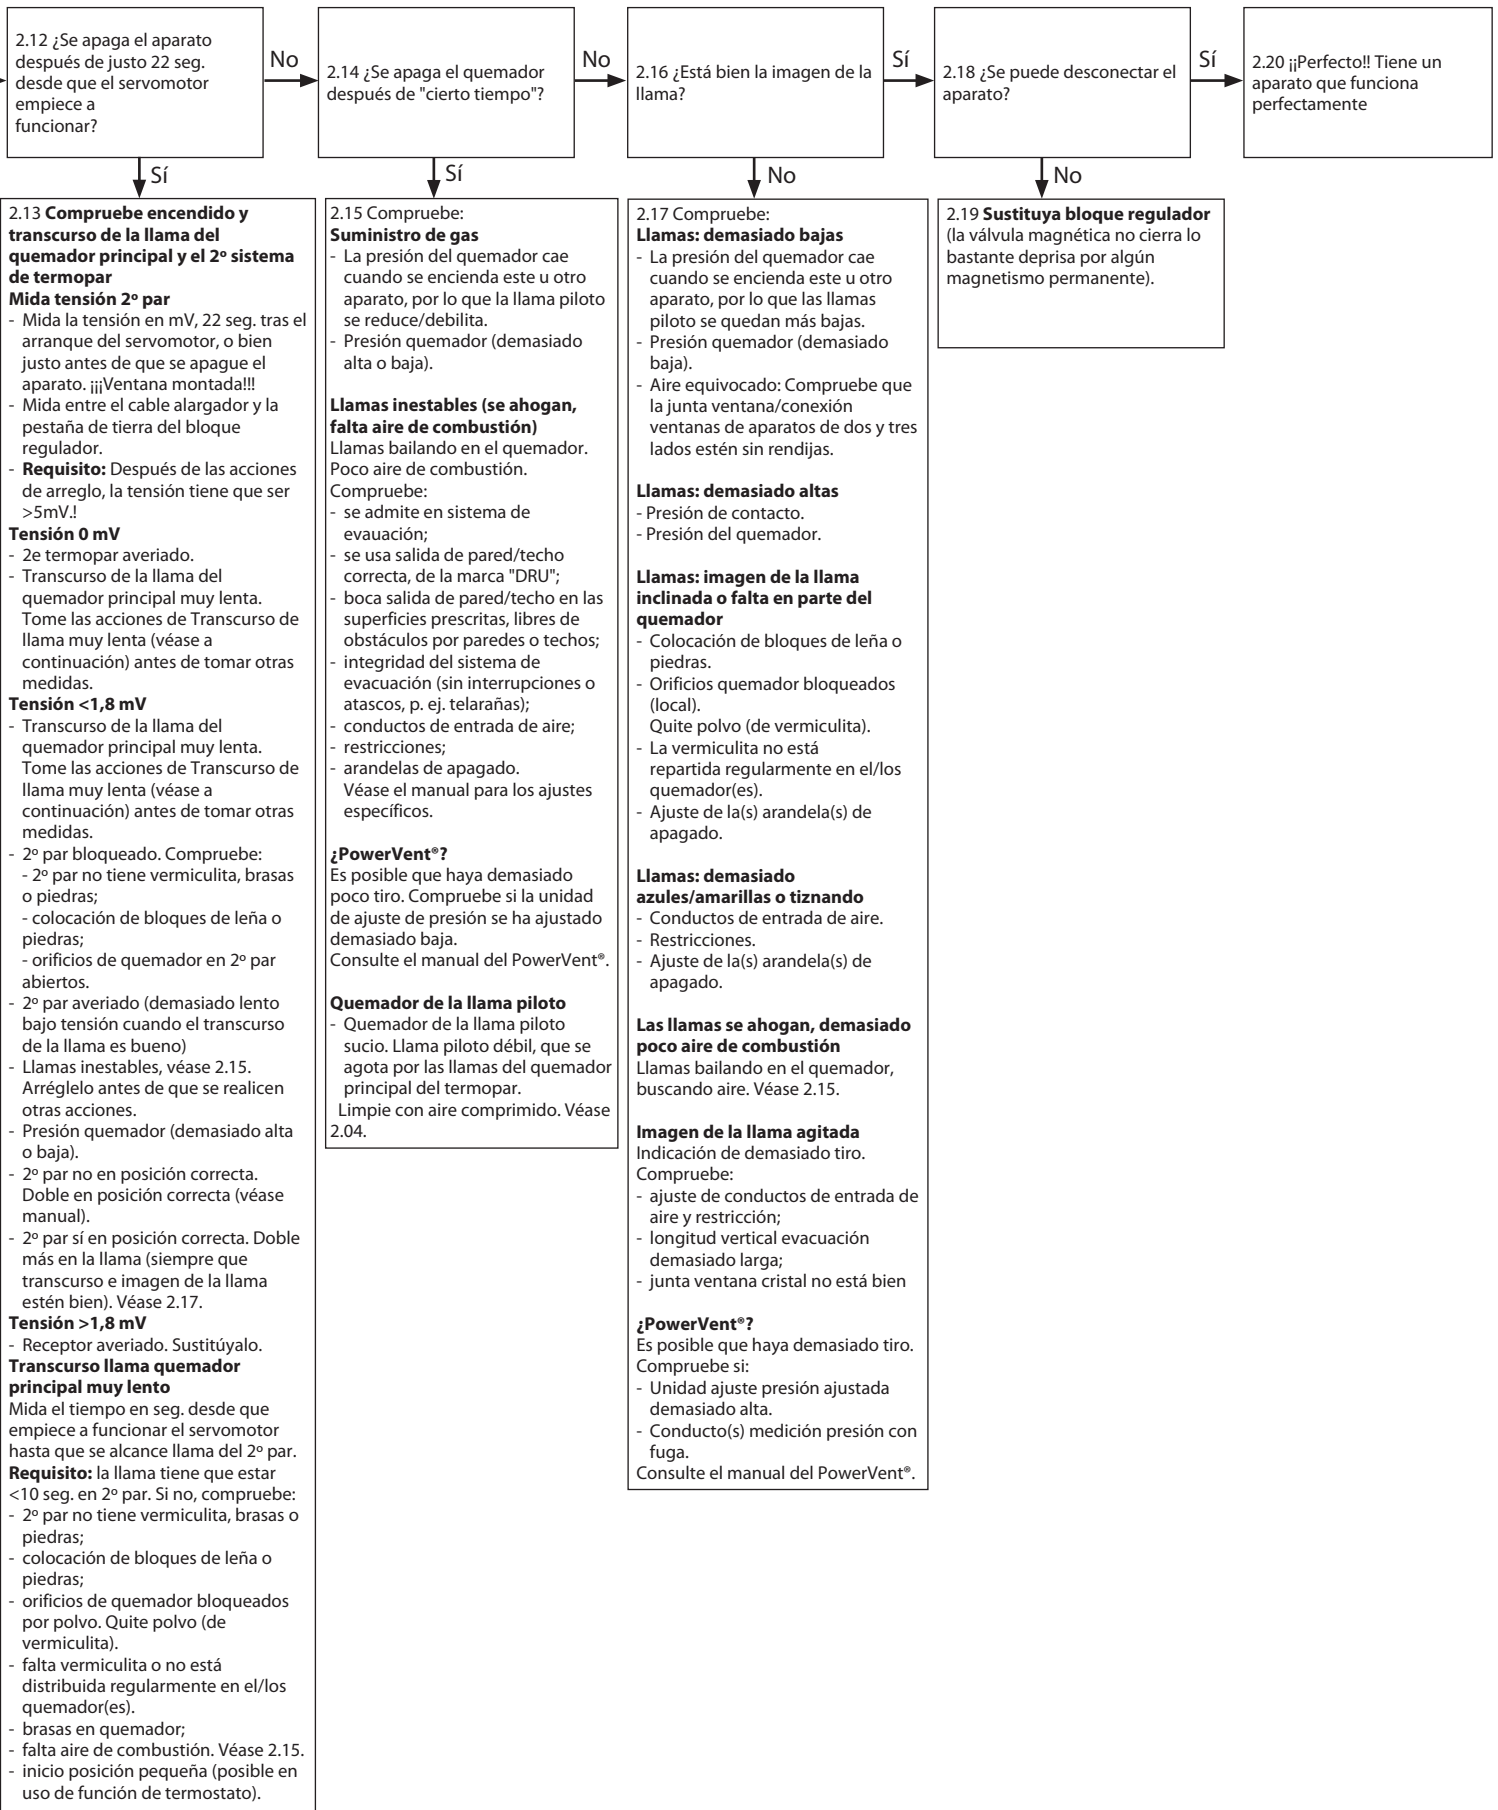 2.12 ¿Se apaga el aparato
después de justo 22 seg.
desde que el servomotor
empiece a
funcionar?
No
2.14 ¿Se apaga el quemador
después de "cierto tiempo"?
No
2.16 ¿Está bien la imagen de la
llama?
Sí
2.18 ¿Se puede desconectar el
aparato?
Sí
2.20 ¡¡Perfecto!! Tiene un
aparato que funciona
perfectamente
Sí
Sí
No
No
2.13 Compruebe encendido y
transcurso de la llama del
quemador principal y el 2º sistema
de termopar
Mida tensión 2º par
- Mida la tensión en mV, 22 seg. tras el
arranque del servomotor, o bien
justo antes de que se apague el
aparato. ¡¡¡Ventana montada!!!
- Mida entre el cable alargador y la
pestaña de tierra del bloque
regulador.
- Requisito: Después de las acciones
de arreglo, la tensión tiene que ser
>5mV.!
Tensión 0 mV
- 2e termopar averiado.
- Transcurso de la llama del
quemador principal muy lenta.
Tome las acciones de Transcurso de
llama muy lenta (véase a
continuación) antes de tomar otras
medidas.
Tensión <1,8 mV
- Transcurso de la llama del
quemador principal muy lenta.
Tome las acciones de Transcurso de
llama muy lenta (véase a
continuación) antes de tomar otras
medidas.
- 2º par bloqueado. Compruebe:
- 2º par no tiene vermiculita, brasas
o piedras;
- colocación de bloques de leña o
piedras;
- orificios de quemador en 2º par
abiertos.
- 2º par averiado (demasiado lento
bajo tensión cuando el transcurso
de la llama es bueno)
- Llamas inestables, véase 2.15.
Arréglelo antes de que se realicen
otras acciones.
- Presión quemador (demasiado alta
o baja).
- 2º par no en posición correcta.
Doble en posición correcta (véase
manual).
- 2º par sí en posición correcta. Doble
más en la llama (siempre que
transcurso e imagen de la llama
estén bien). Véase 2.17.
Tensión >1,8 mV
- Receptor averiado. Sustitúyalo.
Transcurso llama quemador
principal muy lento
Mida el tiempo en seg. desde que
empiece a funcionar el servomotor
hasta que se alcance llama del 2º par.
Requisito: la llama tiene que estar
<10 seg. en 2º par. Si no, compruebe:
- 2º par no tiene vermiculita, brasas o
piedras;
- colocación de bloques de leña o
piedras;
- orificios de quemador bloqueados
por polvo. Quite polvo (de
vermiculita).
- falta vermiculita o no está
distribuida regularmente en el/los
quemador(es).
- brasas en quemador;
- falta aire de combustión. Véase 2.15.
- inicio posición pequeña (posible en
uso de función de termostato).
2.15 Compruebe:
Suministro de gas
- La presión del quemador cae
cuando se encienda este u otro
aparato, por lo que la llama piloto
se reduce/debilita.
- Presión quemador (demasiado
alta o baja).
Llamas inestables (se ahogan,
falta aire de combustión)
Llamas bailando en el quemador.
Poco aire de combustión.
Compruebe:
- se admite en sistema de
evauación;
- se usa salida de pared/techo
correcta, de la marca "DRU";
- boca salida de pared/techo en las
superficies prescritas, libres de
obstáculos por paredes o techos;
- integridad del sistema de
evacuación (sin interrupciones o
atascos, p. ej. telarañas);
- conductos de entrada de aire;
- restricciones;
- arandelas de apagado.
Véase el manual para los ajustes
específicos.
¿PowerVent®?
Es posible que haya demasiado
poco tiro. Compruebe si la unidad
de ajuste de presión se ha ajustado
demasiado baja.
Consulte el manual del PowerVent®.
Quemador de la llama piloto
- Quemador de la llama piloto
sucio. Llama piloto débil, que se
agota por las llamas del quemador
principal del termopar.
Limpie con aire comprimido. Véase
2.04.
2.17 Compruebe:
Llamas: demasiado bajas
- La presión del quemador cae
cuando se encienda este u otro
aparato, por lo que las llamas
piloto se quedan más bajas.
- Presión quemador (demasiado
baja).
- Aire equivocado: Compruebe que
la junta ventana/conexión
ventanas de aparatos de dos y tres
lados estén sin rendijas.
Llamas: demasiado altas
- Presión de contacto.
- Presión del quemador.
Llamas: imagen de la llama
inclinada o falta en parte del
quemador
- Colocación de bloques de leña o
piedras.
- Orificios quemador bloqueados
(local).
Quite polvo (de vermiculita).
- La vermiculita no está
repartida regularmente en el/los
quemador(es).
- Ajuste de la(s) arandela(s) de
apagado.
Llamas: demasiado
azules/amarillas o tiznando
- Conductos de entrada de aire.
- Restricciones.
- Ajuste de la(s) arandela(s) de
apagado.
Las llamas se ahogan, demasiado
poco aire de combustión
Llamas bailando en el quemador,
buscando aire. Véase 2.15.
Imagen de la llama agitada
Indicación de demasiado tiro.
Compruebe:
- ajuste de conductos de entrada de
aire y restricción;
- longitud vertical evacuación
demasiado larga;
- junta ventana cristal no está bien
¿PowerVent®?
Es posible que haya demasiado tiro.
Compruebe si:
- Unidad ajuste presión ajustada
demasiado alta.
- Conducto(s) medición presión con
fuga.
Consulte el manual del PowerVent®.
2.19 Sustituya bloque regulador
(la válvula magnética no cierra lo
bastante deprisa por algún
magnetismo permanente).